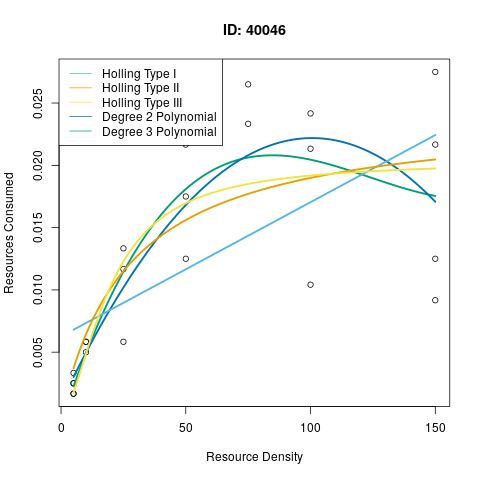 ID: 40046
Holling Type I
Holling Type II
Holling Type III
Degree 2 Polynomial
Degree 3 Polynomial
Resources Consumed
0.025
0.020
0.015
0.010
0.005
0 50 100 150
Resource Density